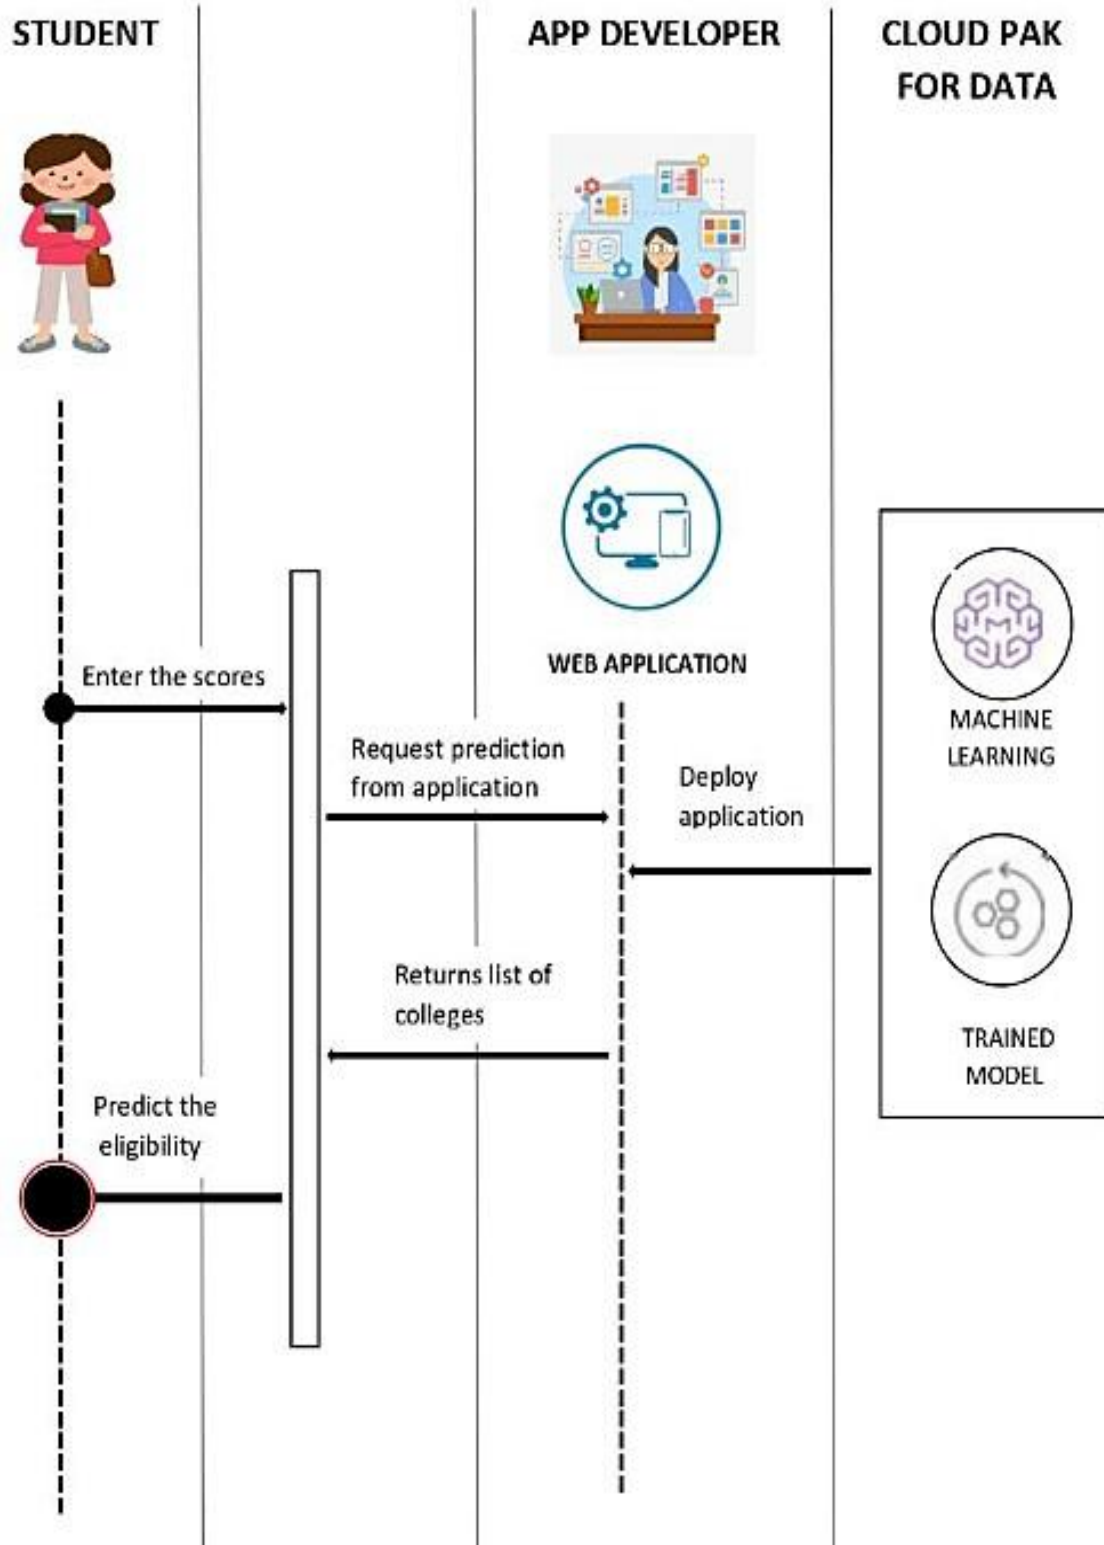 STUDENT
APP DEVELOPER
CLOUD PAK
FOR DATA
WEB APPLICATION
Enter the scores
Request prediction
from application
Deploy
application
MACHINE
LEARNING
Returns list of
colleges
TRAINED
MODEL
Predict the
eligibility